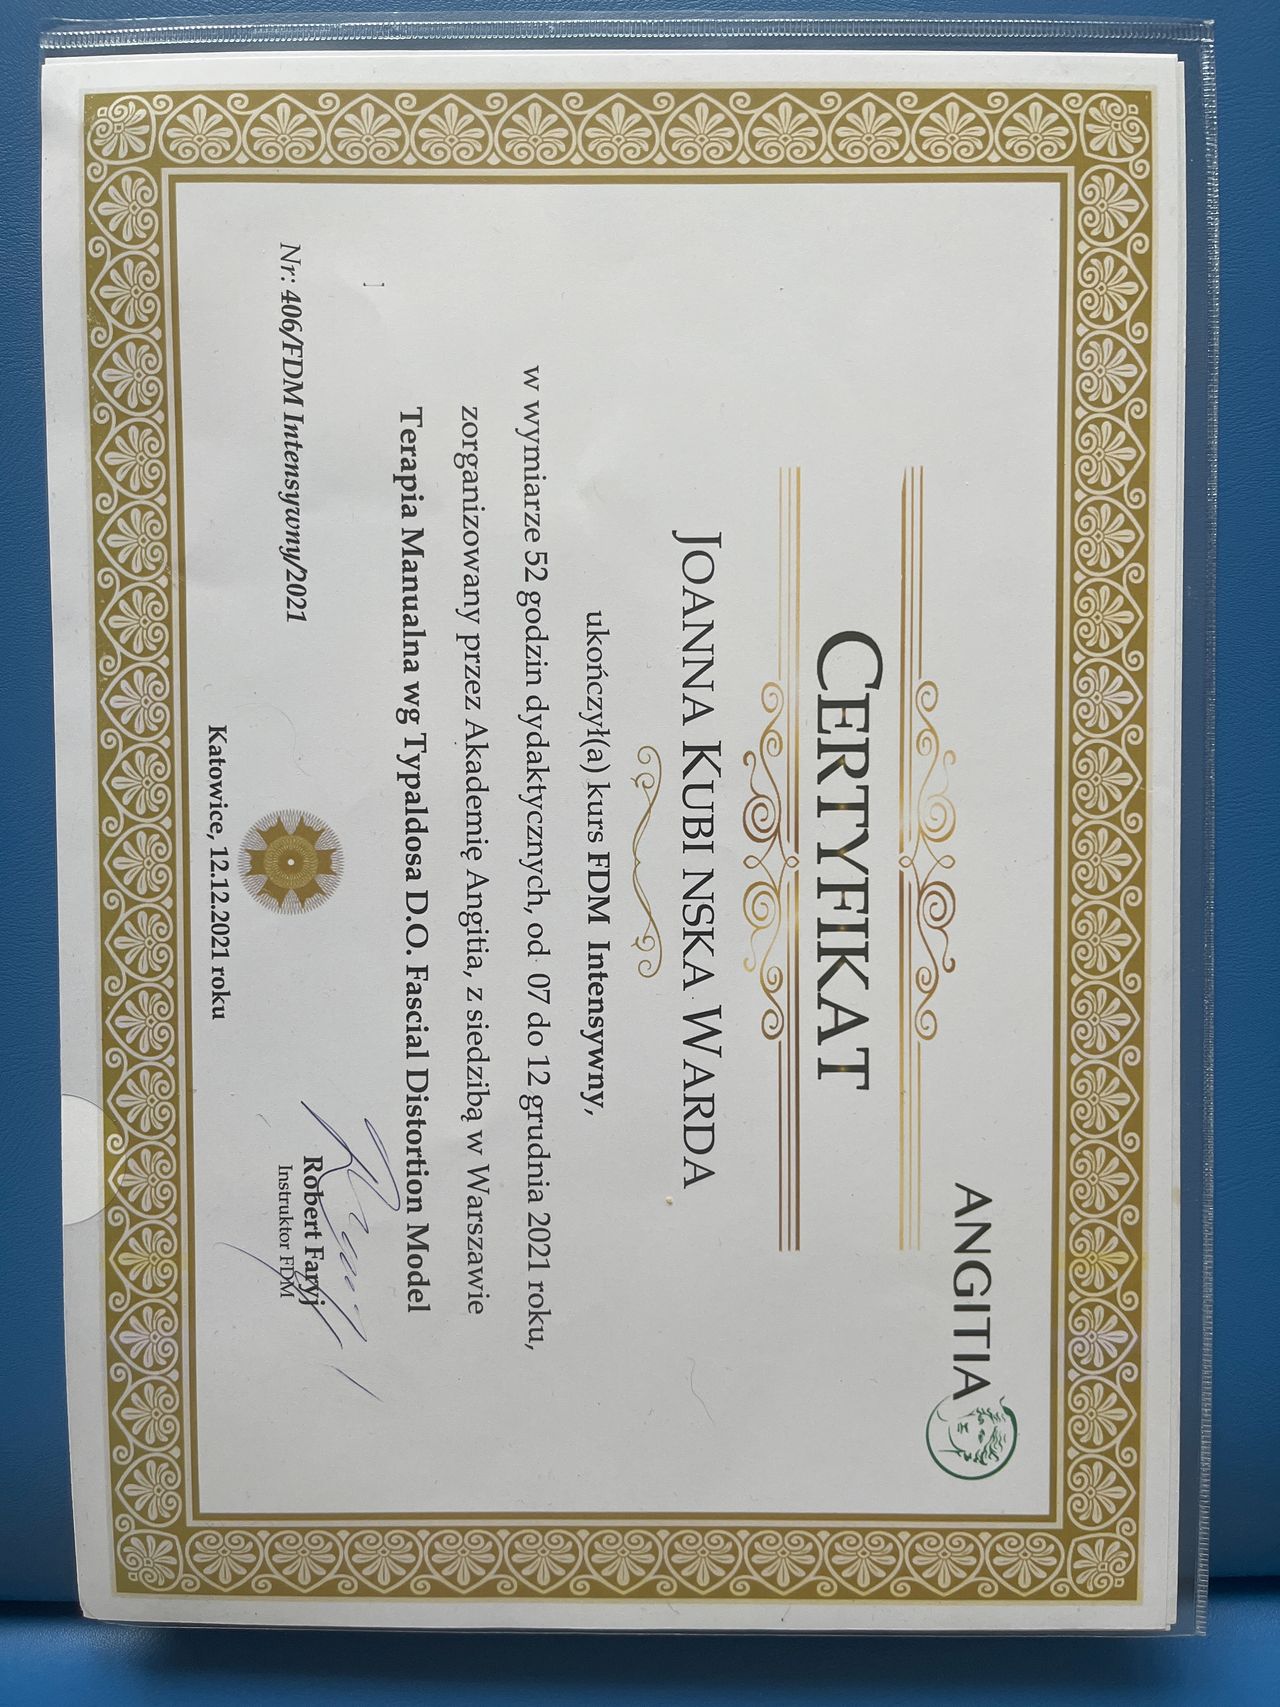 ANGITIA
CERTYFIKAT
JOANNA KUBI NSKA WARDA
ukończył(a) kurs FDM Intensywny,
w wymiarze 52 godzin dydaktycznych, od 07 do 12 grudnia 2021 roku,
zorganizowany przez Akademię Angitia, z siedzibą w Warszawie
Terapia Manualna wg Typaldosa D.O. Fascial Distortion Model
Nr: 406/FDM Intensywny/2021
Robert Faryj
Instruktor FDM
Katowice, 12.12.2021 roku